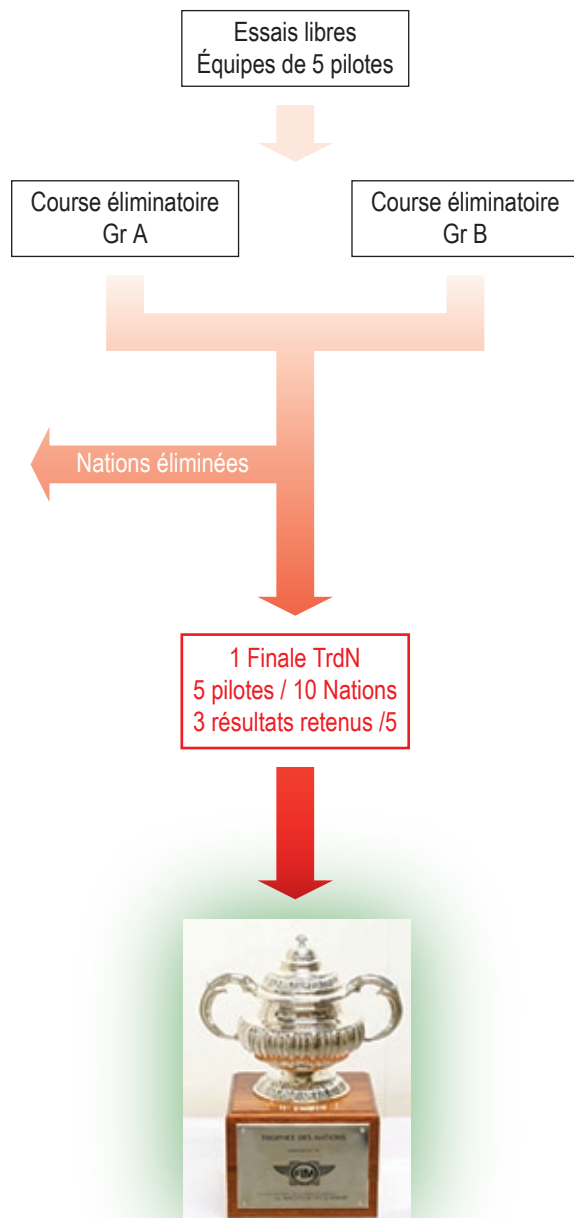 Essais libres
Équipes de 5 pilotes
Course éliminatoire
Gr A
Course éliminatoire
Gr B
Nations éliminées
1 Finale TrdN
5 pilotes / 10 Nations
3 résultats retenus /5
TROPHÉE DES NATIONS
FIM